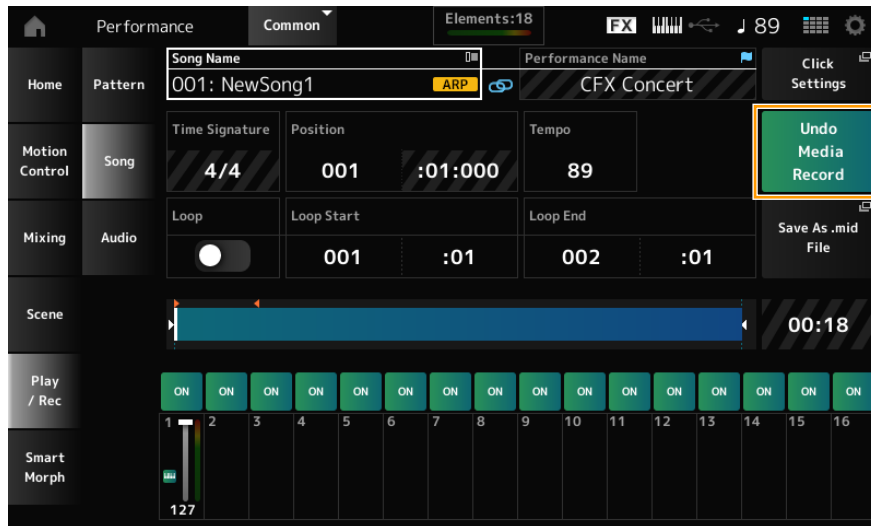 Performance
Common
Elements:18
FX
♩ 89
Home
Pattern
Song Name
001: NewSong1
ARP
Performance Name
CFX Concert
Click
Settings
Motion
Control
Song
Time Signature
4/4
Position
001 :01:000
Tempo
89
Undo
Media
Record
Mixing
Audio
Loop
Loop Start
001 :01
Loop End
002 :01
Save As .mid
File
Scene
00:18
Play
/ Rec
ON ON ON ON ON ON ON ON ON ON ON ON ON ON ON ON
1 2 3 4 5 6 7 8 9 10 11 12 13 14 15 16
Smart
Morph
127